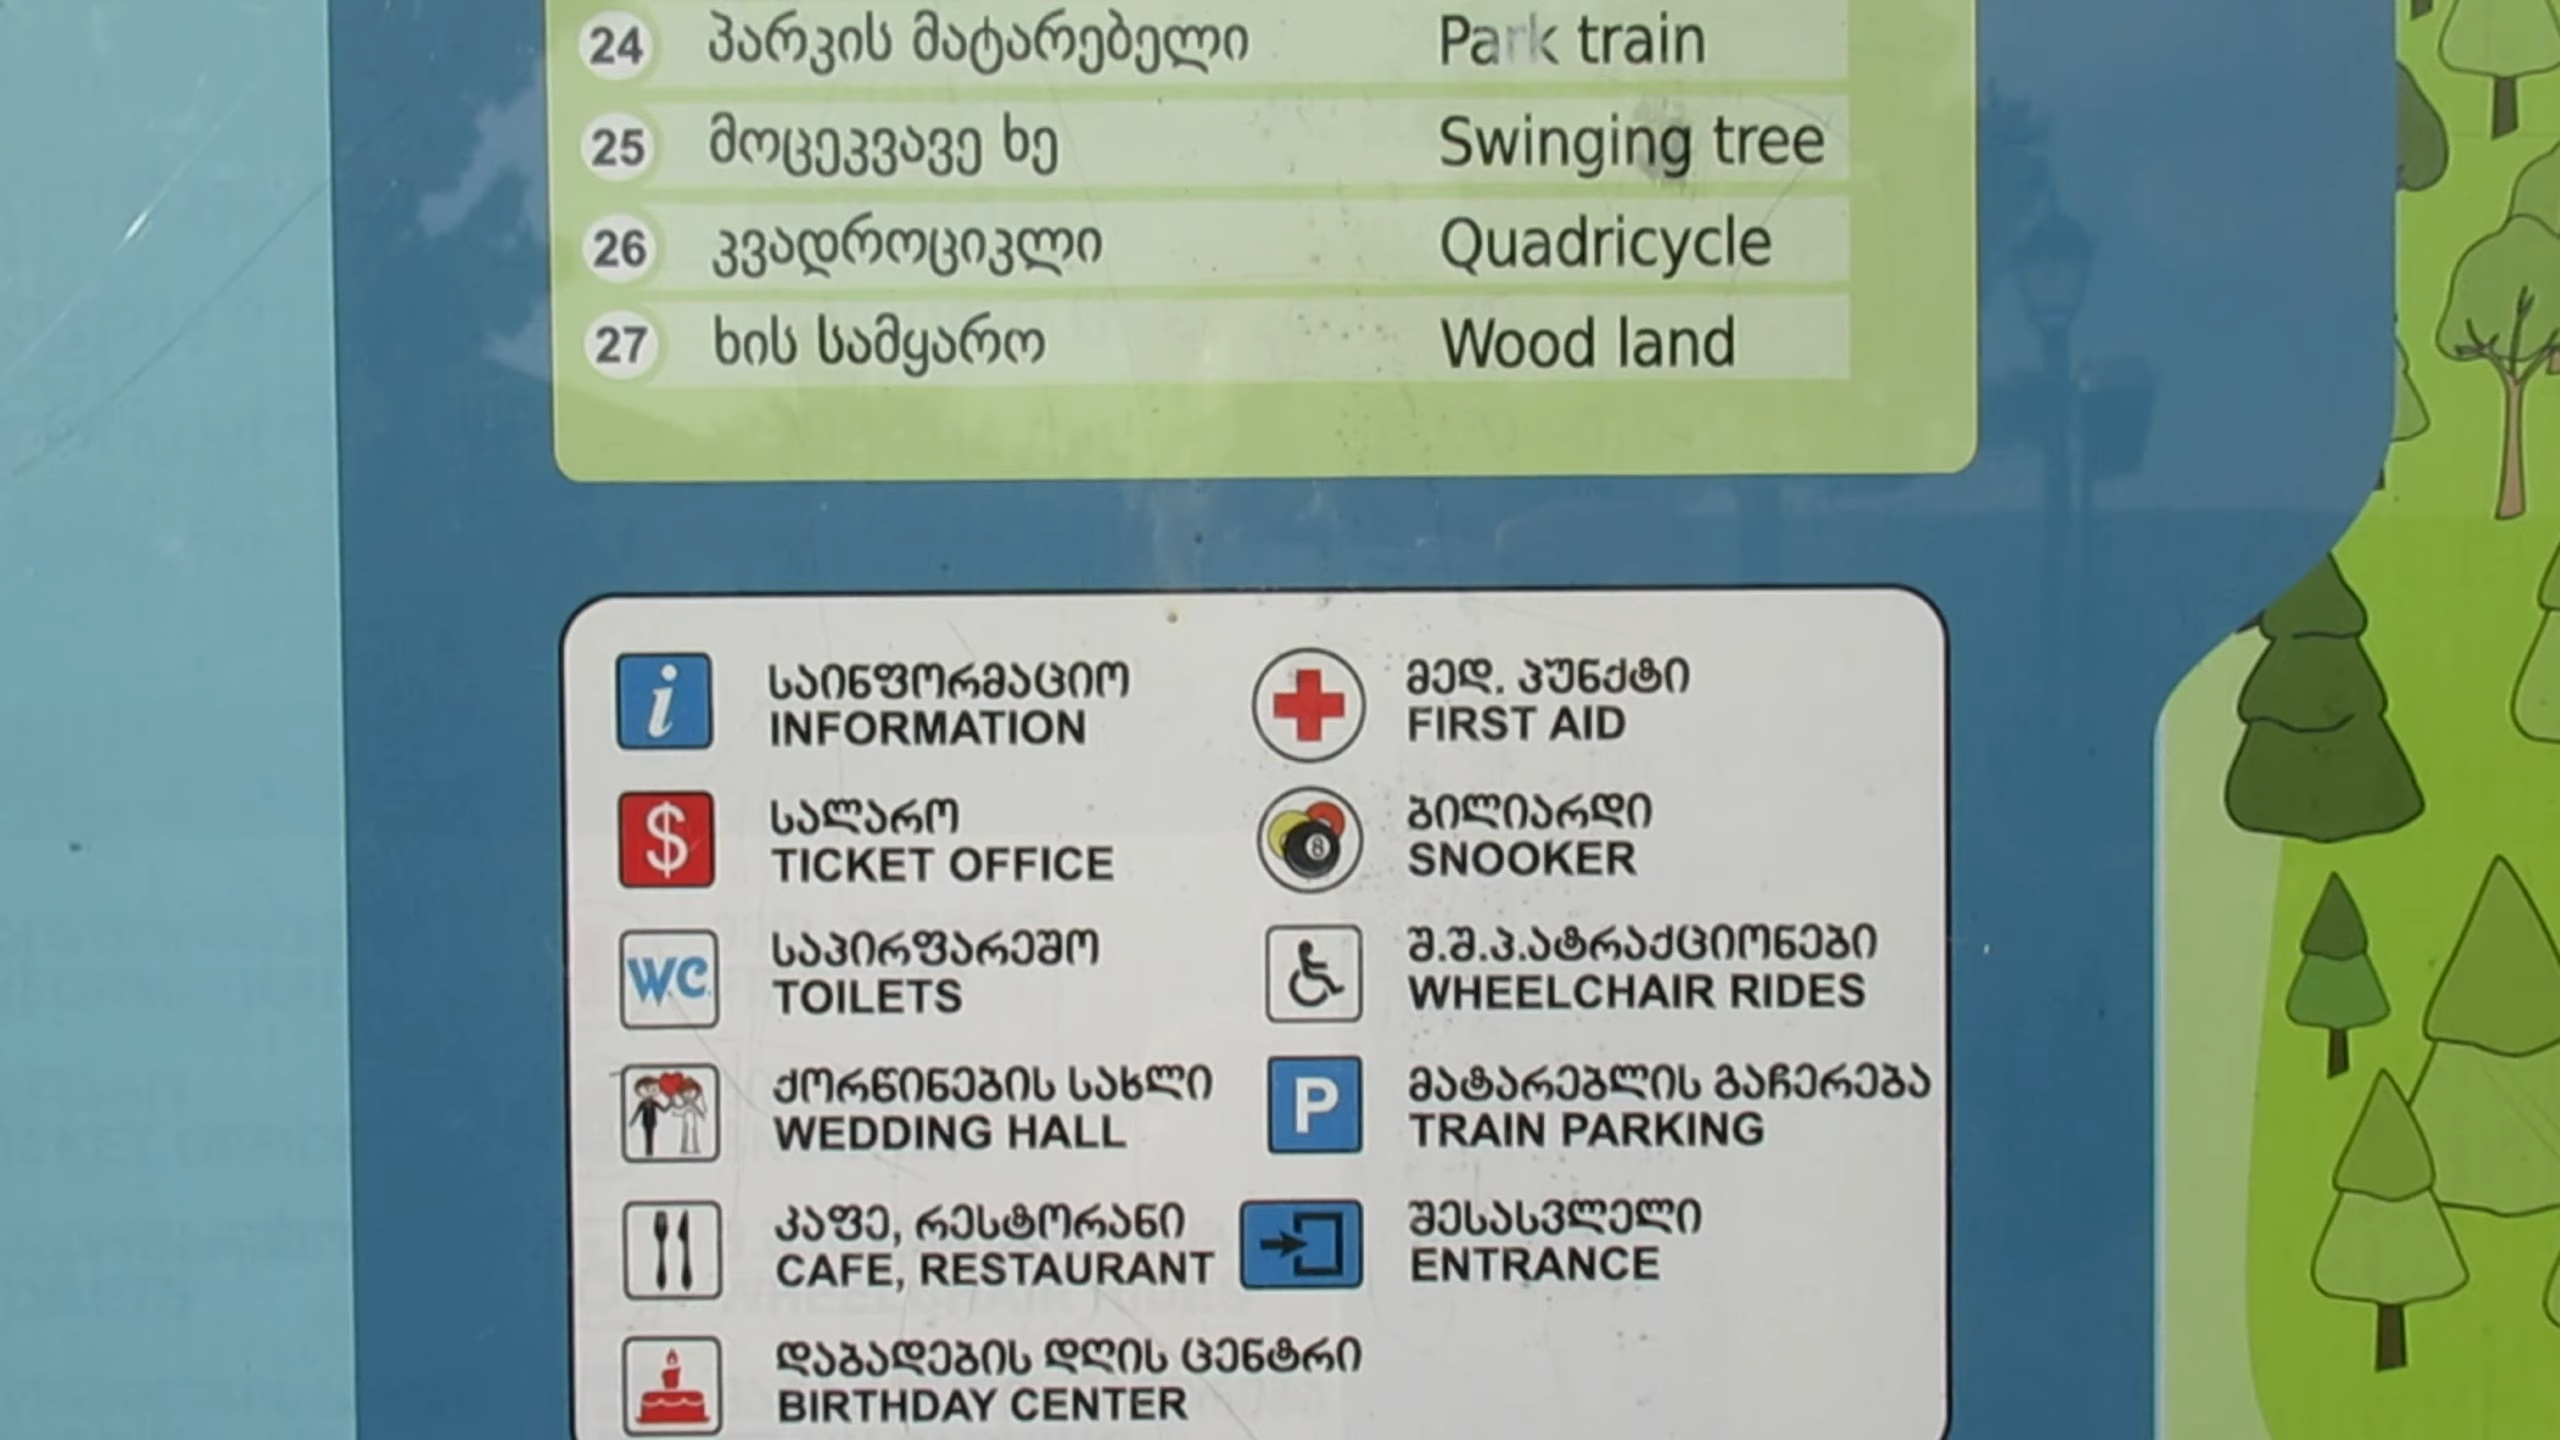 24 პარკის მატარებელი Park train
25 მოცეკვავე ხე Swinging tree
26 კვადროციკლი Quadricycle
27 ხის სამყარო Wood land
i საინფორმაციო
INFORMATION
მედ. პუნქტი
FIRST AID
$ სალარო
TICKET OFFICE
8 ბილიარდი
SNOOKER
W.C. საპირფარეშო
TOILETS
შ.შ.პ.ატრაქციონები
WHEELCHAIR RIDES
ქორწინების სახლი
WEDDING HALL
P მატარებლის გაჩერება
TRAIN PARKING
კაფე, რესტორანი
CAFE, RESTAURANT
შესასვლელი
ENTRANCE
დაბადების დღის ცენტრი
BIRTHDAY CENTER